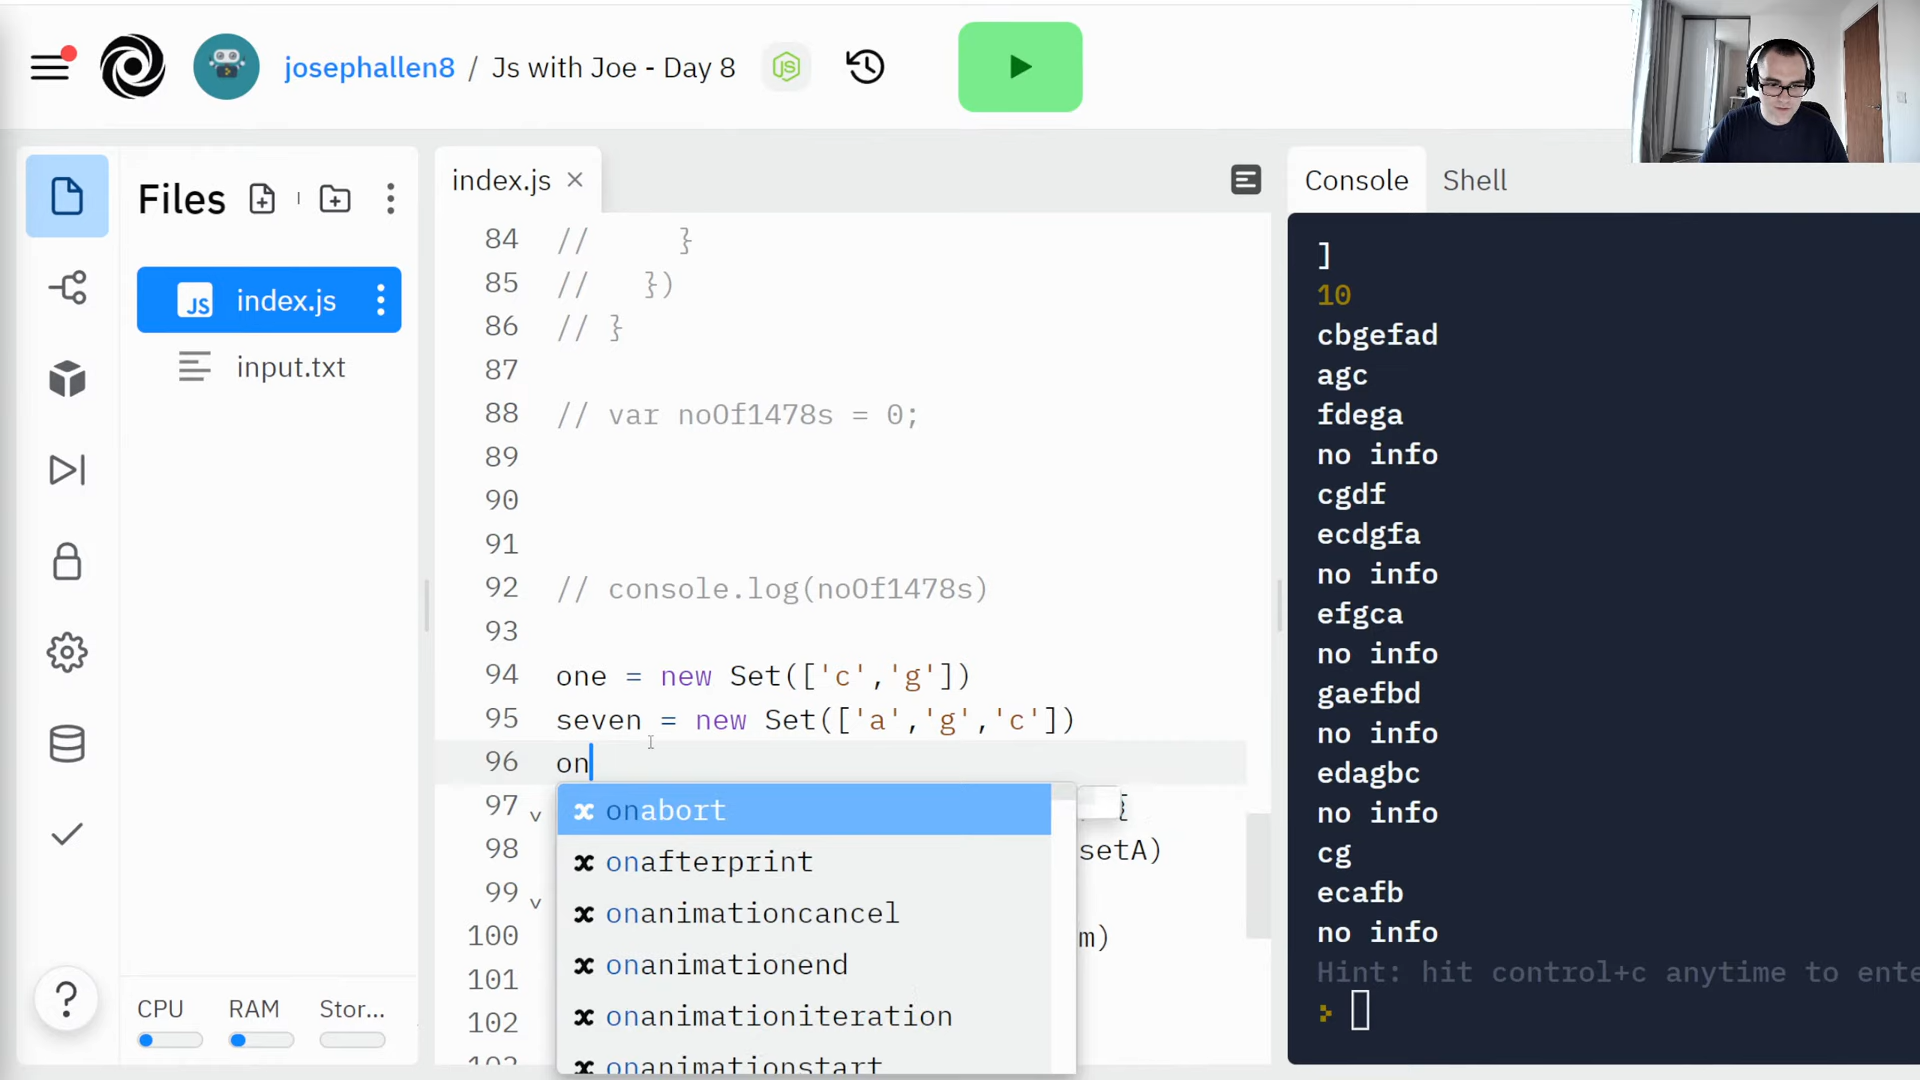 josephallen8 / Js with Joe - Day 8
Files
index.js
input.txt
CPU RAM Stor...
index.js
84 // }
85 // })
86 // }
87
88 // var noOf1478s = 0;
89
90
91
92 // console.log(noOf1478s)
93
94 one = new Set(['c','g'])
95 seven = new Set(['a','g','c'])
96 on
97 {
98 setA)
99
100 m)
101
102
onabort
onafterprint
onanimationcancel
onanimationend
onanimationiteration
onanimationstart
Console Shell
]
10
cbgefad
agc
fdega
no info
cgdf
ecdgfa
no info
efgca
no info
gaefbd
no info
edagbc
no info
cg
ecafb
no info
Hint: hit control+c anytime to ente